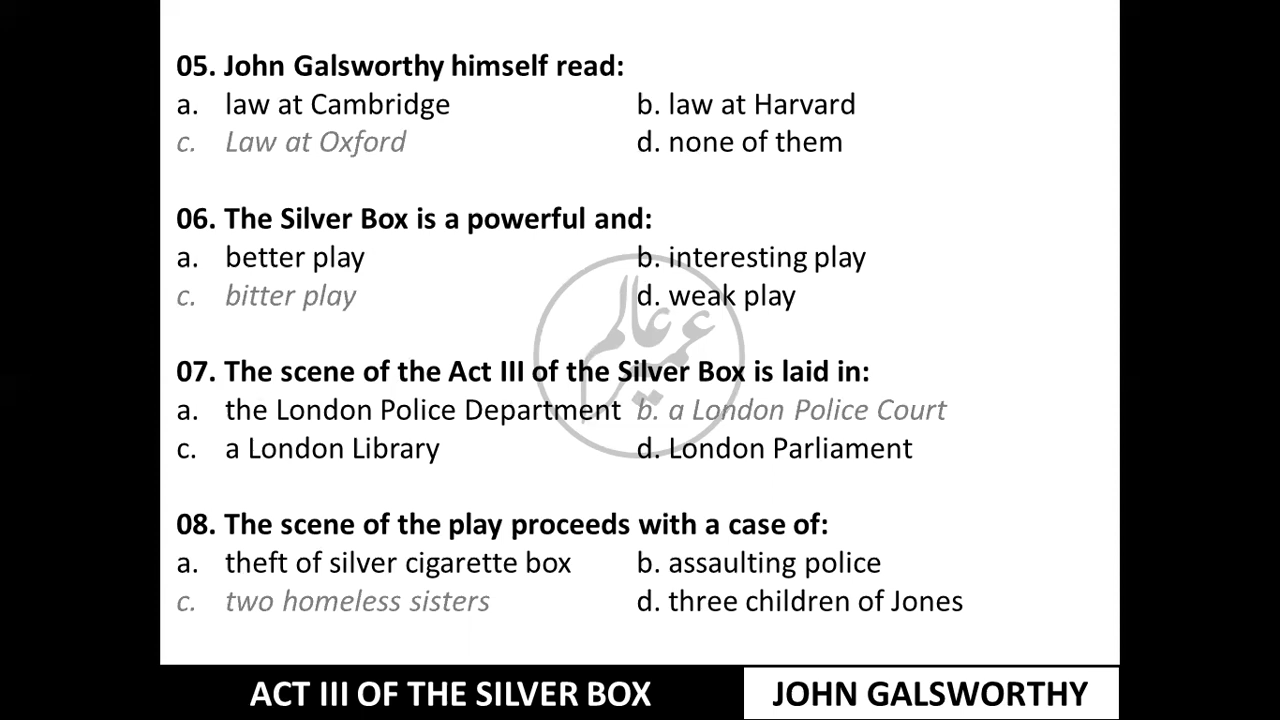 05. John Galsworthy himself read:
a. law at Cambridge b. law at Harvard
c. Law at Oxford d. none of them
06. The Silver Box is a powerful and:
a. better play b. interesting play
c. bitter play d. weak play
07. The scene of the Act III of the Silver Box is laid in:
a. the London Police Department b. a London Police Court
c. a London Library d. London Parliament
08. The scene of the play proceeds with a case of:
a. theft of silver cigarette box b. assaulting police
c. two homeless sisters d. three children of Jones
عمیر عالم
ACT III OF THE SILVER BOX JOHN GALSWORTHY